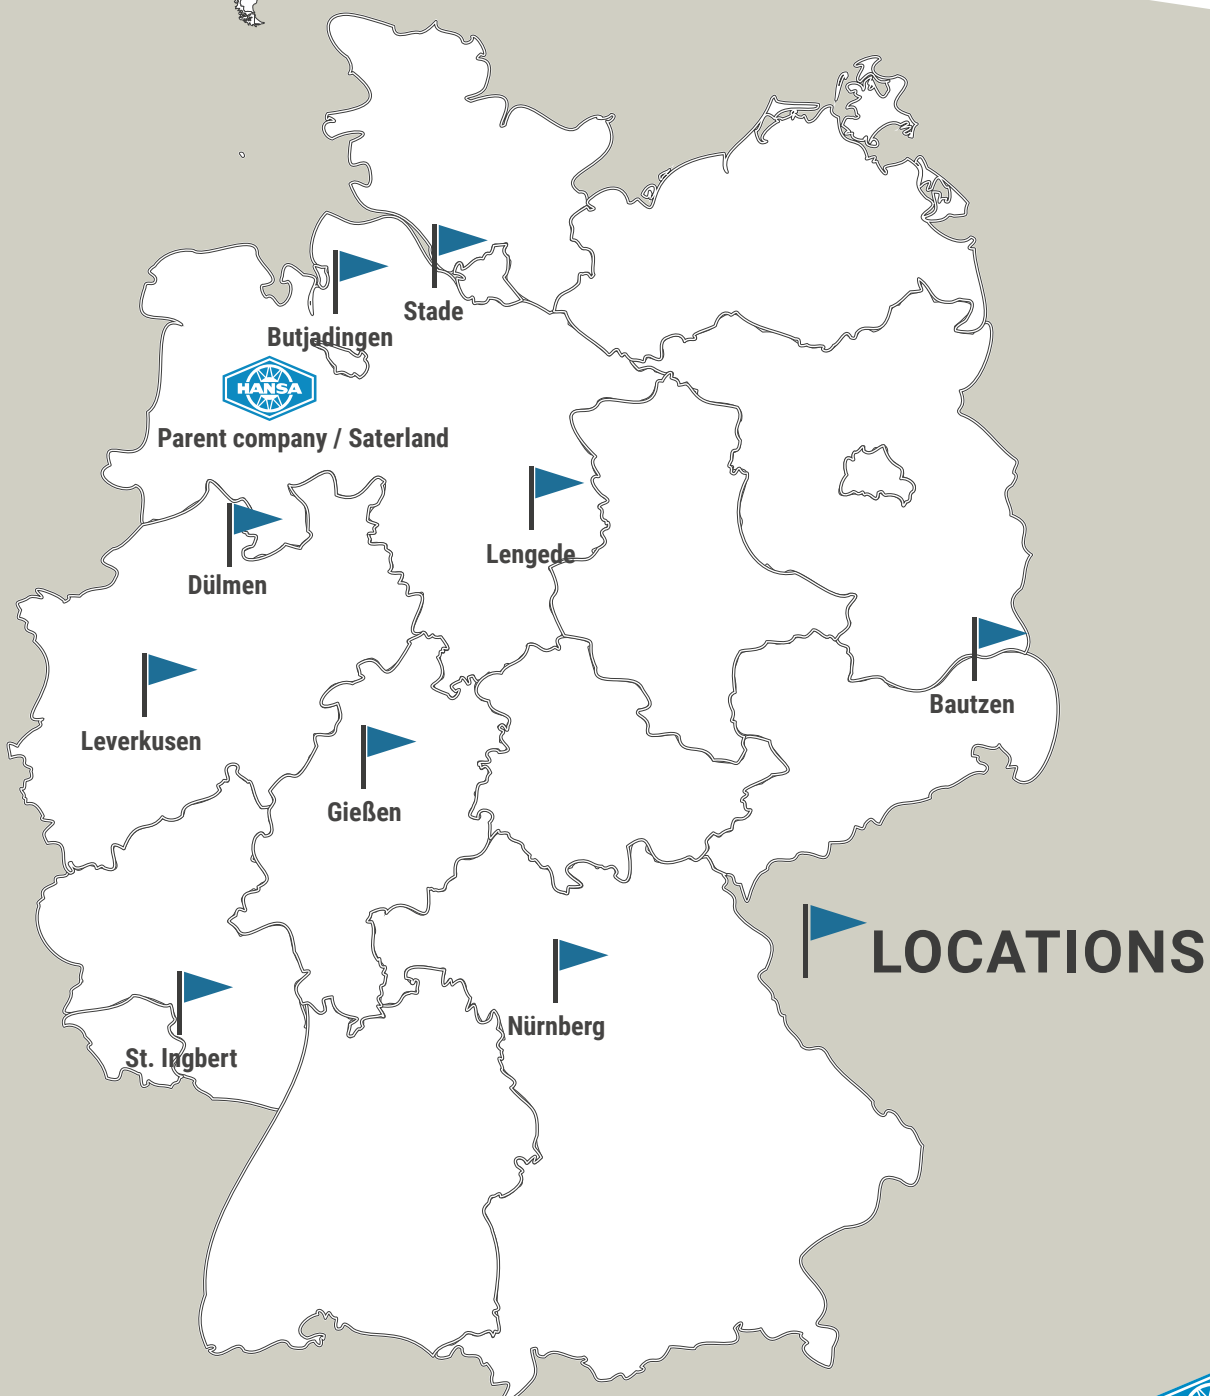 Stade
Butjadingen
HANSA
Parent company / Saterland
Lengede
Dülmen
Bautzen
Leverkusen
Gießen
LOCATIONS
Nürnberg
St. Ingbert